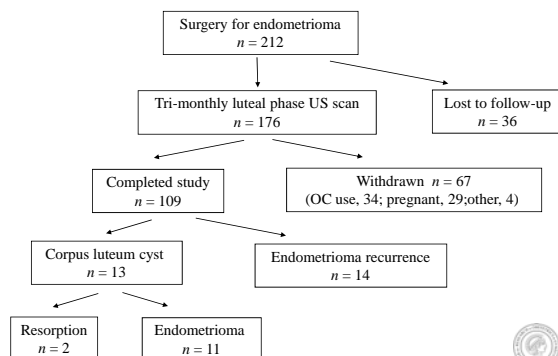 Surgery for endometrioma
n = 212
Tri-monthly luteal phase US scan
n = 176
Lost to follow-up
n = 36
Completed study
n = 109
Withdrawn n = 67
(OC use, 34; pregnant, 29;other, 4)
Corpus luteum cyst
n = 13
Endometrioma recurrence
n = 14
Resorption
n = 2
Endometrioma
n = 11